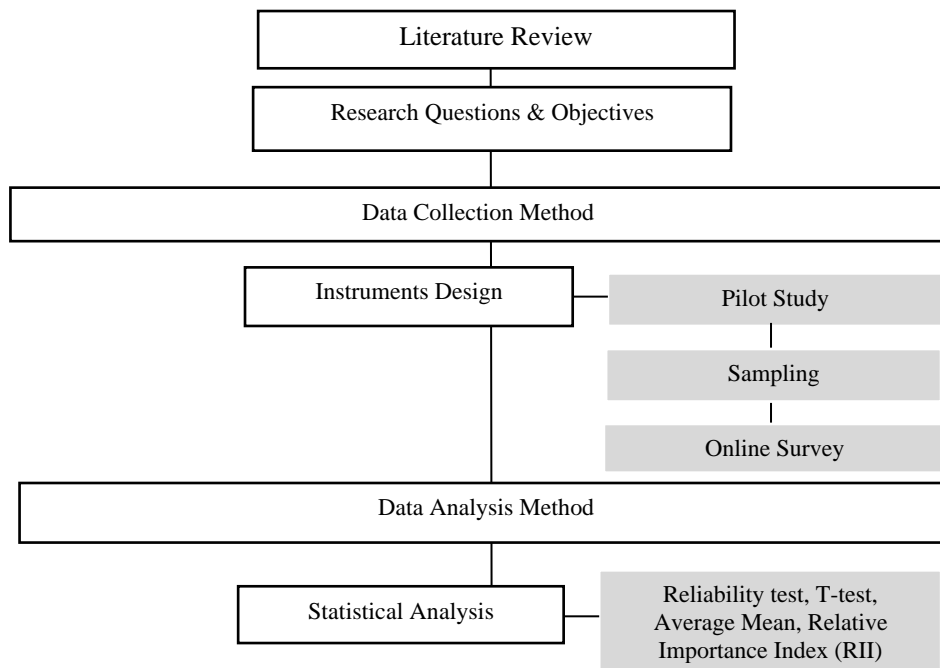 Literature Review
Research Questions & Objectives
Data Collection Method
Instruments Design
Pilot Study
Sampling
Online Survey
Data Analysis Method
Statistical Analysis
Reliability test, T-test,
Average Mean, Relative
Importance Index (RII)